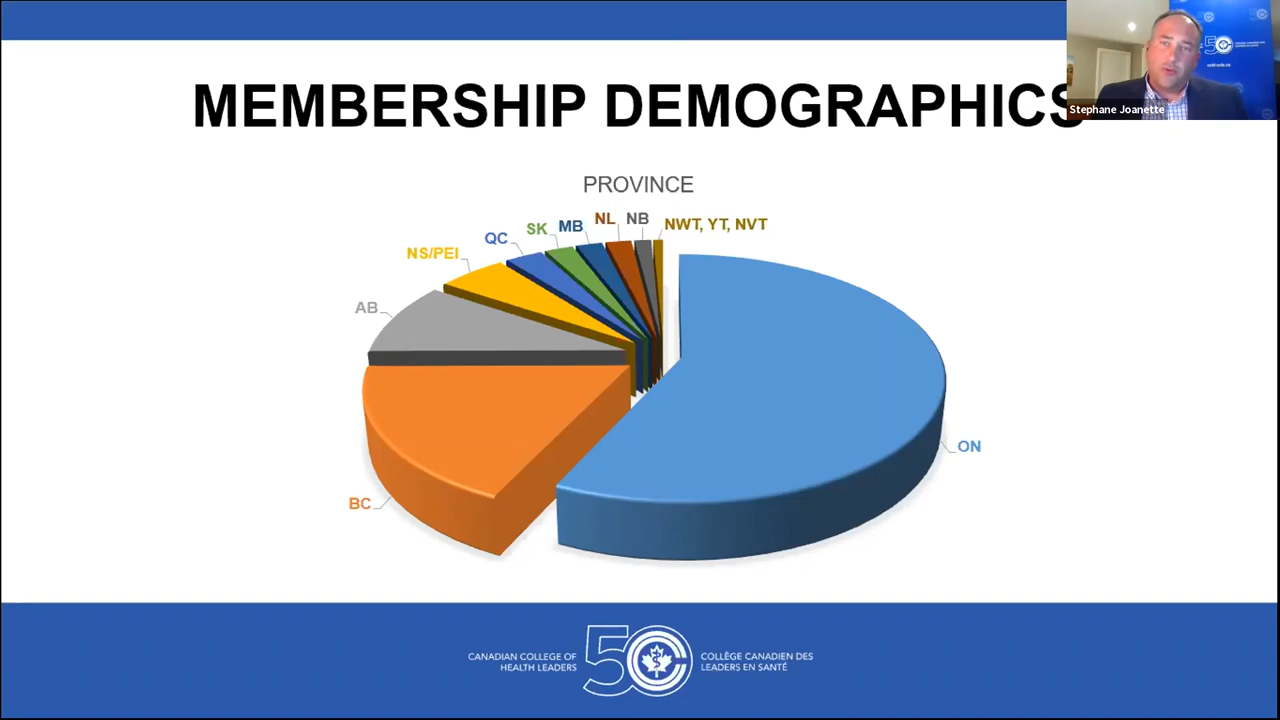 MEMBERSHIP DEMOGRAPHICS
Stephane Joanette
PROVINCE
NS/PEI
QC
SK
MB
NL
NB
NWT, YT, NVT
AB
ON
BC
CANADIAN COLLEGE OF
HEALTH LEADERS
50
COLLÈGE CANADIEN DES
LEADERS EN SANTÉ